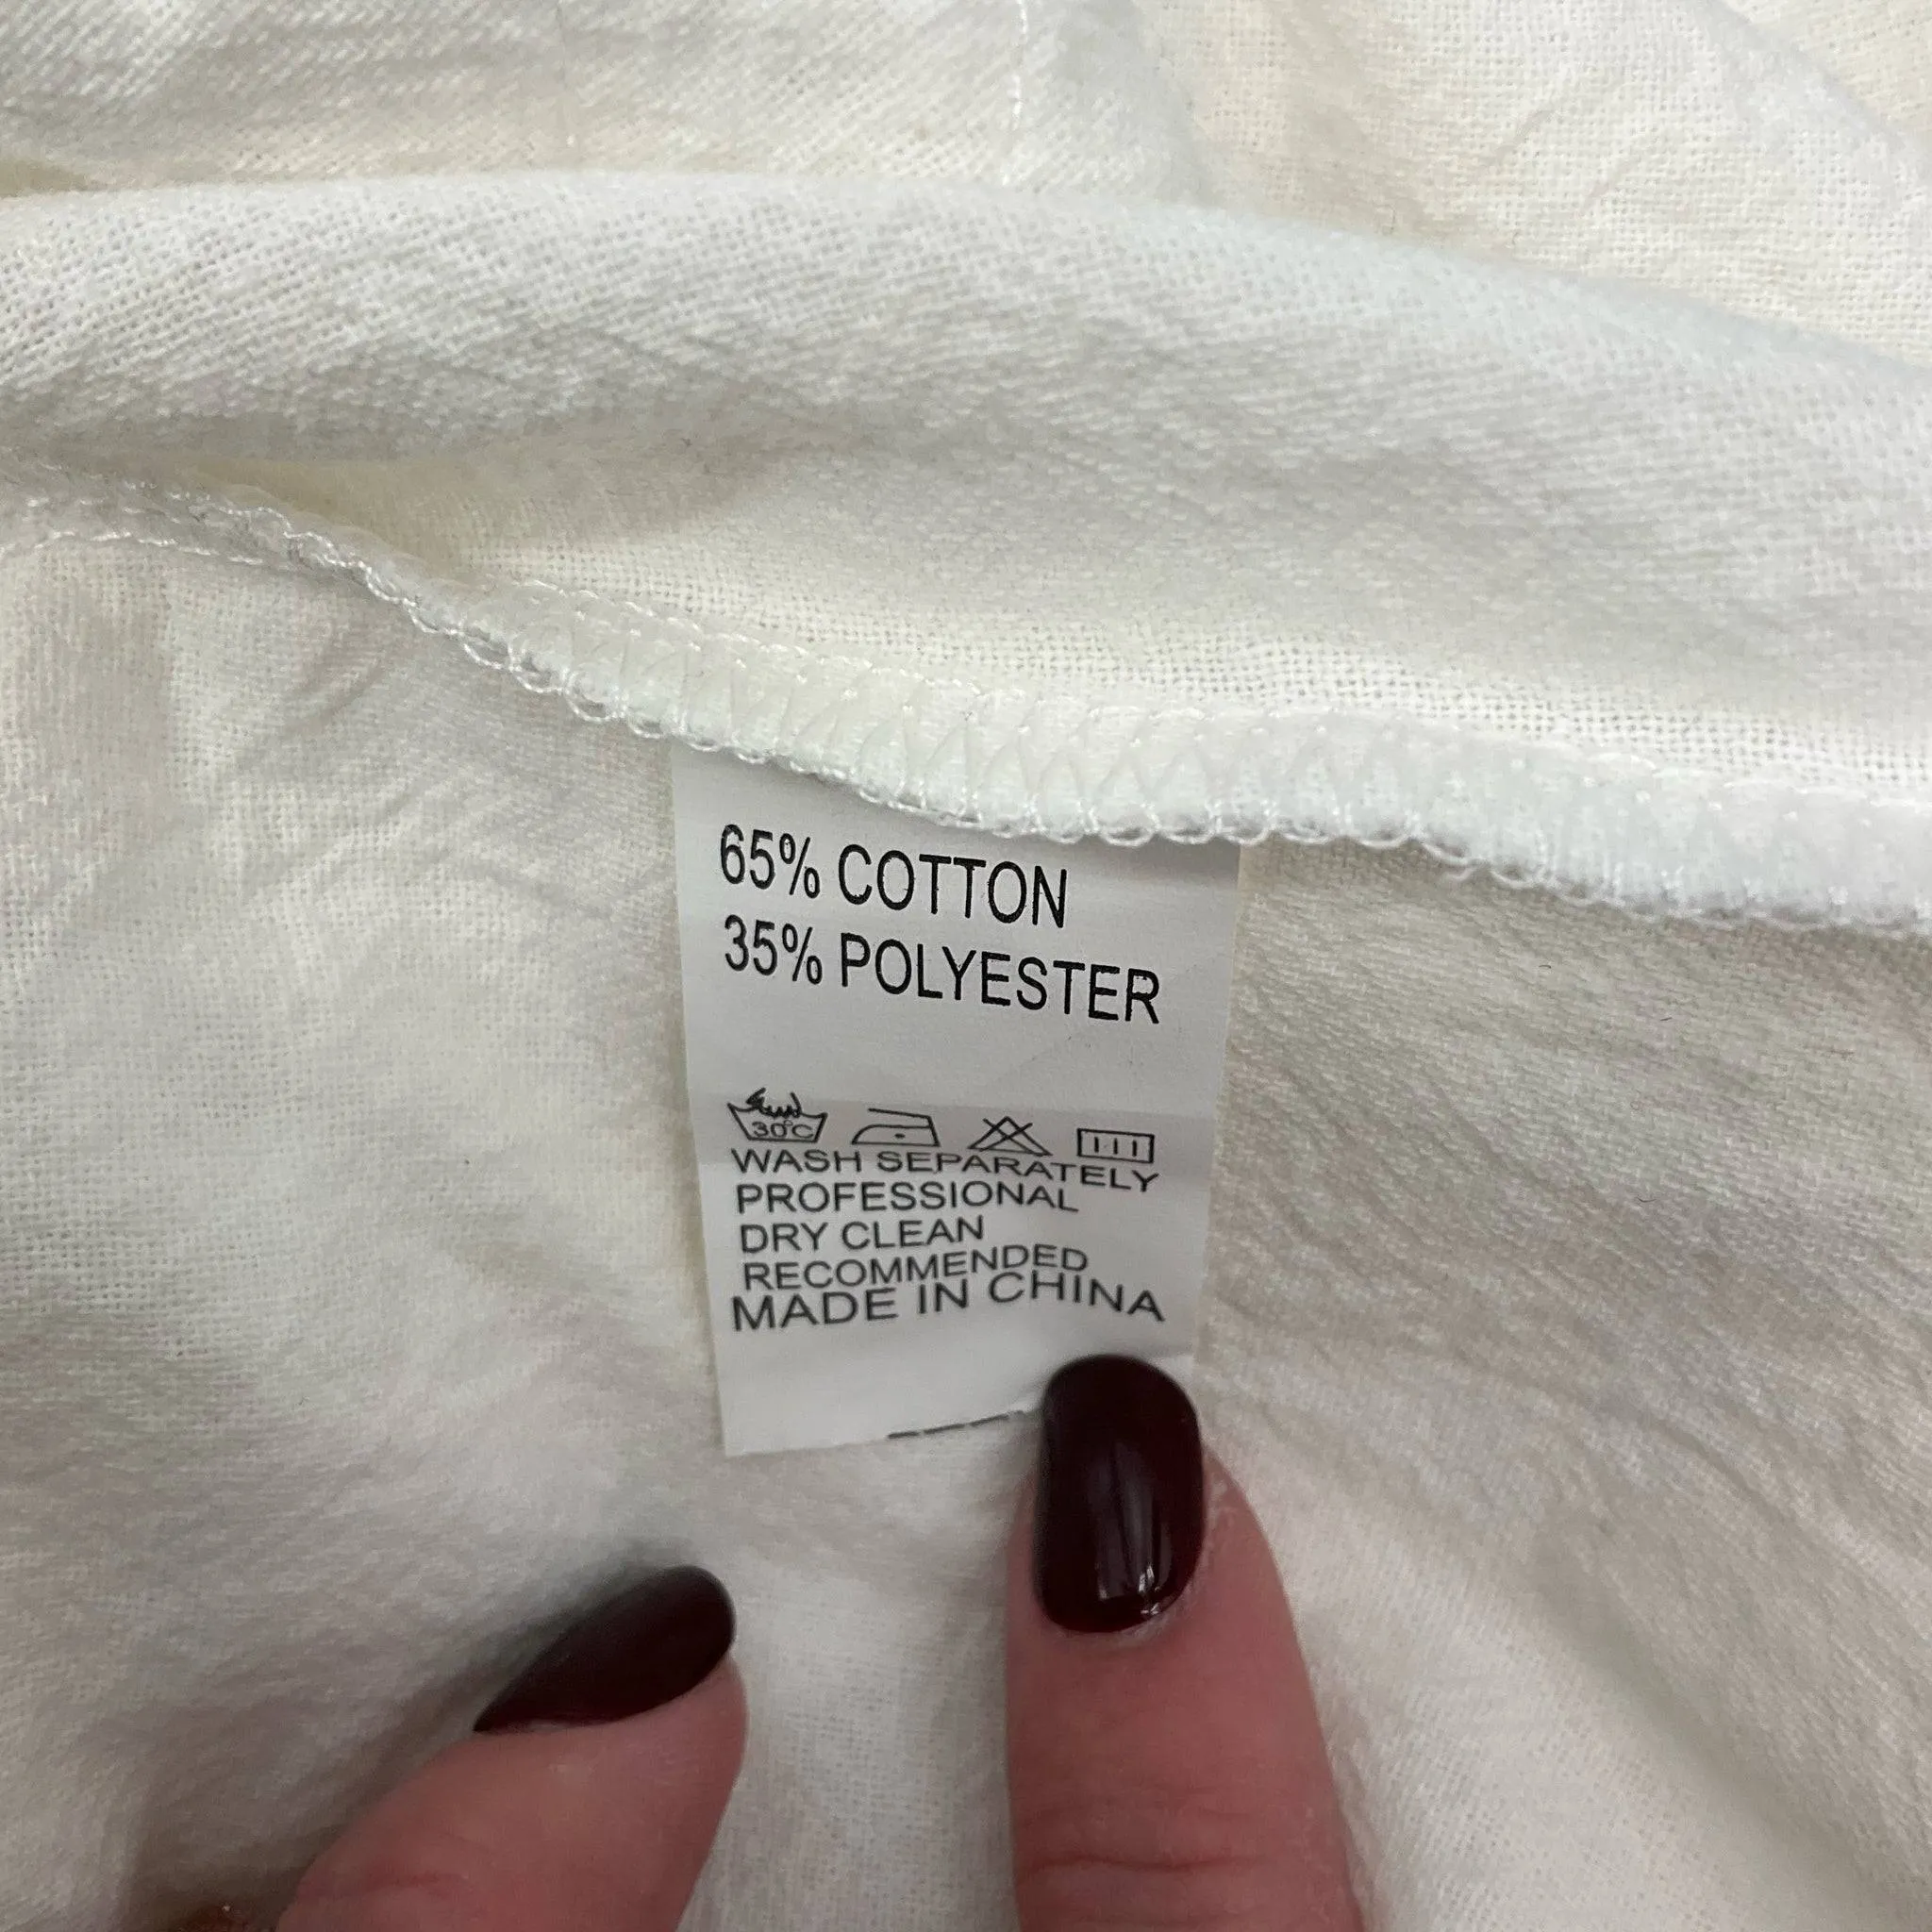 65% COTTON
35% POLYESTER
30°C
WASH SEPARATELY
PROFESSIONAL
DRY CLEAN
RECOMMENDED
MADE IN CHINA